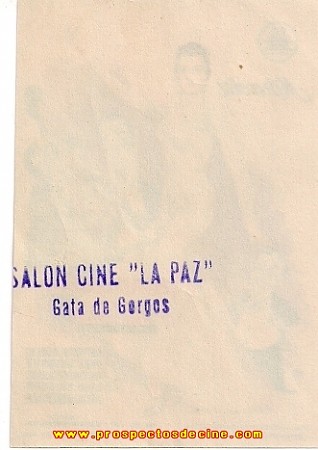 SALON CINE "LA PAZ"
Gata de Gorgos
www.prospectosdecine.com